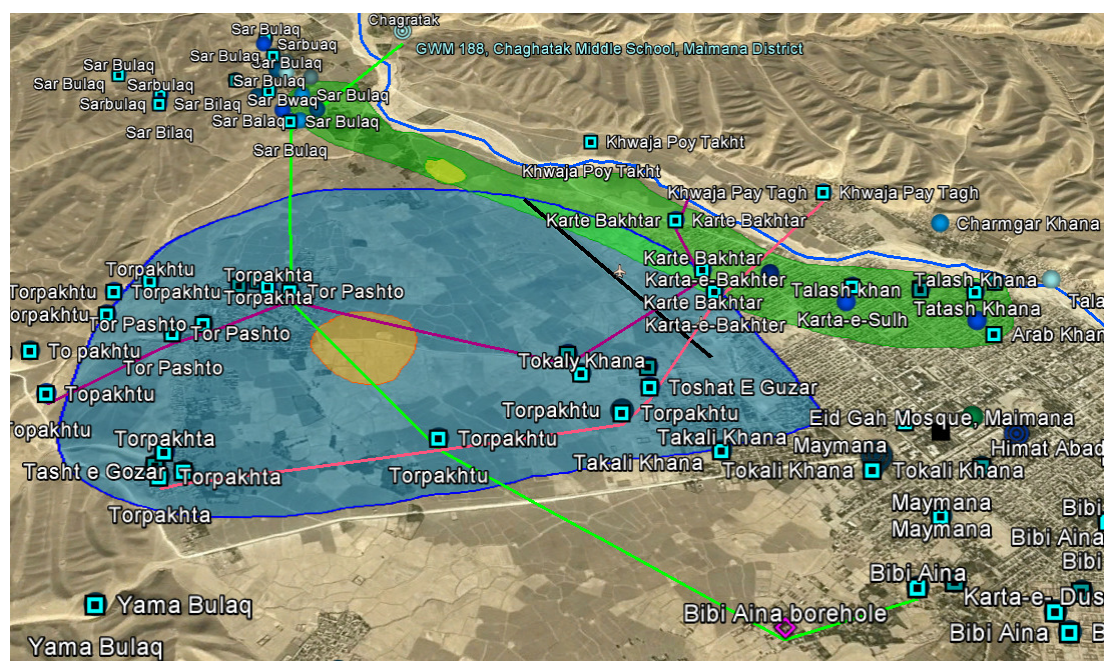 Chagratak
GWM 188, Chaghatak Middle School, Maimana District
Sar Bulaq
Sarbuaq
Sar Bulaq
Sar Bulaq
Sar Bulaq
Sarbulaq
Sar Bulaq
Sar Bulaq
Sarbulaq
Sar Bilaq
Sar Bwaq
Sar Bilaq
Sar Balaq
Sar Bulaq
Sar Bulaq
Khwaja Poy Takht
Khwaja Poy Takht
Khwaja Pay Tagh
Khwaja Pay Tagh
Karte Bakhtar
Karte Bakhtar
Charmgar Khana
Karte Bakhtar
Karta-e-Bakhter
Karte Bakhtar
Karta-e-Bakhter
Talash khan
Talash Khana
Tatash Khana
Karta-e-Sulh
Arab Khan
Torpakhtu
Torpakhta
Torpakhtu
Torpakhtu
Torpakhta
Tor Pashto
Tor Pashto
Tor Pashto
To pakhtu
Tor Pashto
Topakhtu
Tokaly Khana
Toshat E Guzar
Torpakhtu
Torpakhtu
Eid Gah Mosque, Maimana
Himat Abad
Torpakhta
Torpakhtu
Takali Khana
Takali Khana
Maymana
Tokali Khana
Tokali Khana
Tasht e Gozar
Torpakhta
Torpakhtu
Torpakhta
Maymana
Maymana
Bibi
Bibi Aina
Bibi
Bibi Aina
Yama Bulaq
Bibi Aina borehole
Karta-e- Dus
Bibi Aina
B
Yama Bulaq